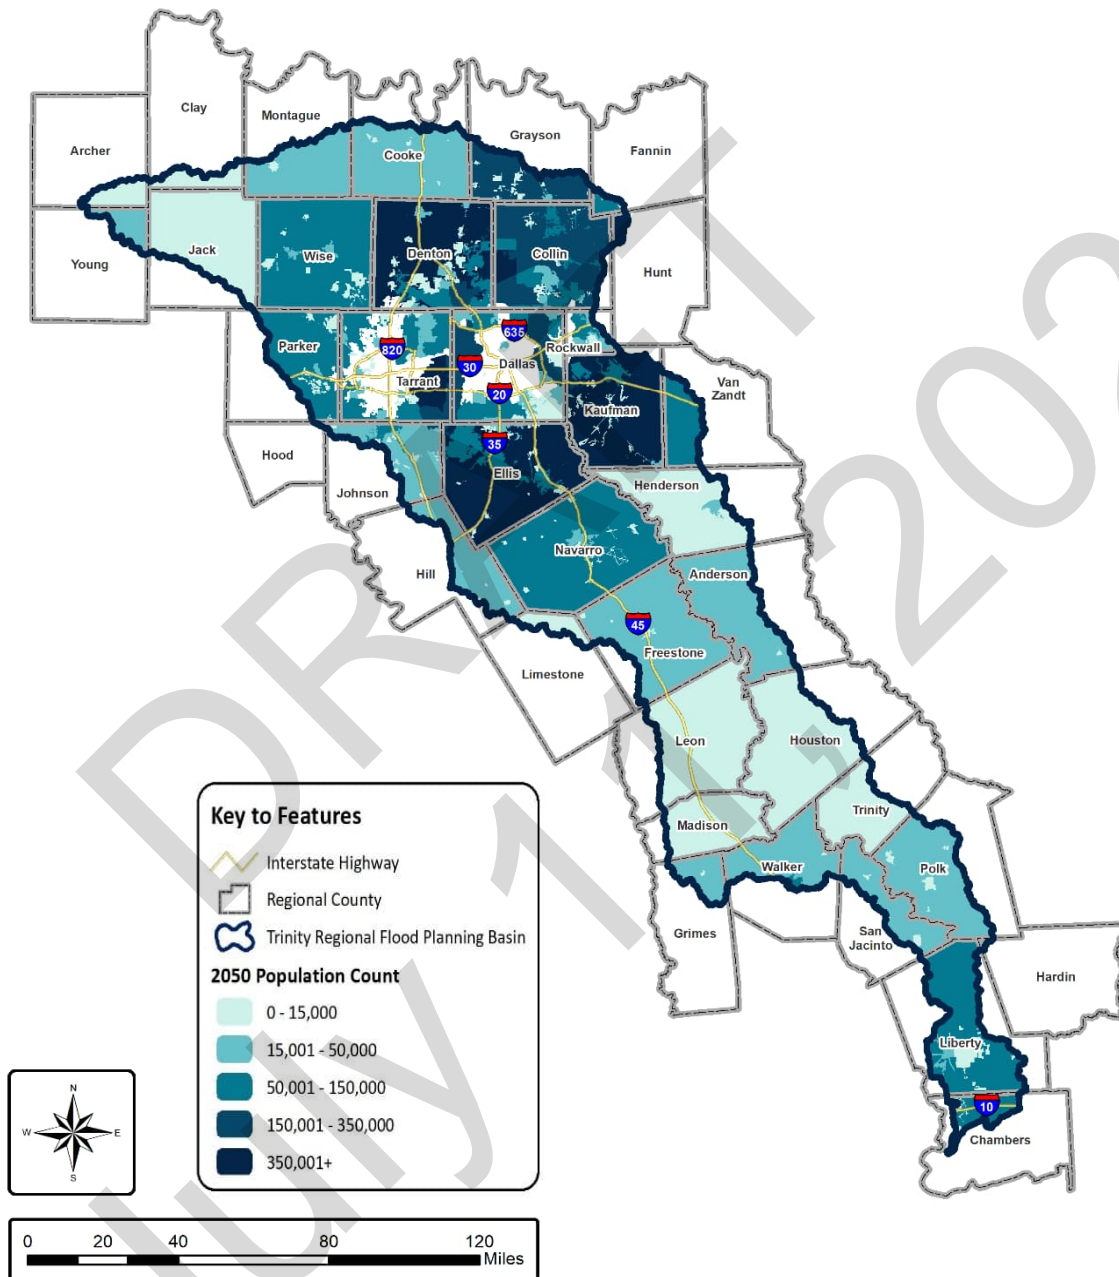 Clay
Montague
Archer
Cooke
Grayson
Fannin
Young
Jack
Wise
Denton
Collin
Hunt
Parker
820
Tarrant
635
30
Dallas
20
Rockwall
Kaufman
Van
Zandt
Hood
Johnson
35
Ellis
Henderson
Hill
Navarro
Anderson
45
Freestone
Limestone
Leon
Houston
Madison
Trinity
Walker
Polk
Grimes
San
Jacinto
Hardin
Liberty
10
Chambers
Key to Features
Interstate Highway
Regional County
Trinity Regional Flood Planning Basin
2050 Population Count
0 - 15,000
15,001 - 50,000
50,001 - 150,000
150,001 - 350,000
350,001+
N
W E
S
0 20 40 80 120
Miles
DRAFT
July 11, 202